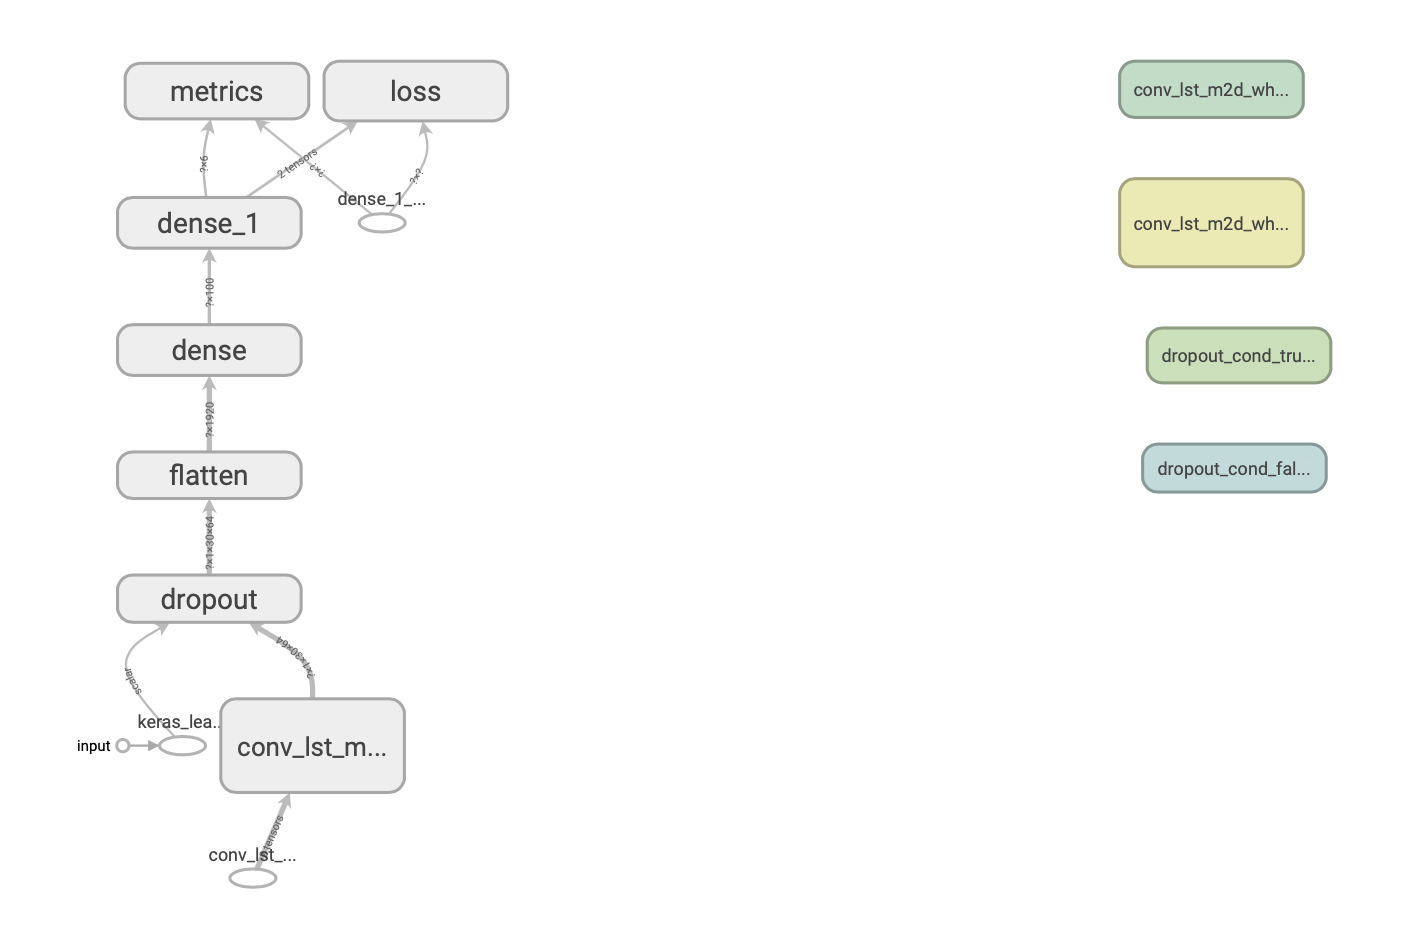 metrics
loss
?×6
2 tensors
?×?
?×?
dense_1_...
dense_1
?×100
dense
?×1920
flatten
?×1×30×64
dropout
?×1×30×64
scalar
keras_lea...
input
conv_lst_m...
tensors
conv_lst_...
conv_lst_m2d_wh...
conv_lst_m2d_wh...
dropout_cond_tru...
dropout_cond_fal...